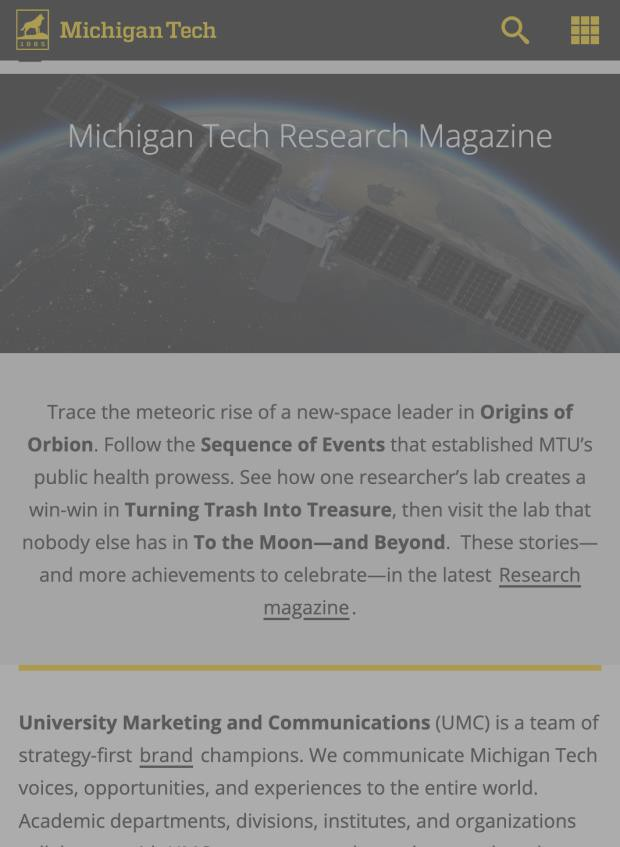 1885
Michigan Tech
Michigan Tech Research Magazine
Trace the meteoric rise of a new-space leader in Origins of
Orbion. Follow the Sequence of Events that established MTU's
public health prowess. See how one researcher's lab creates a
win-win in Turning Trash Into Treasure, then visit the lab that
nobody else has in To the Moon—and Beyond. These stories—
and more achievements to celebrate—in the latest Research
magazine.
University Marketing and Communications (UMC) is a team of
strategy-first brand champions. We communicate Michigan Tech
voices, opportunities, and experiences to the entire world.
Academic departments, divisions, institutes, and organizations